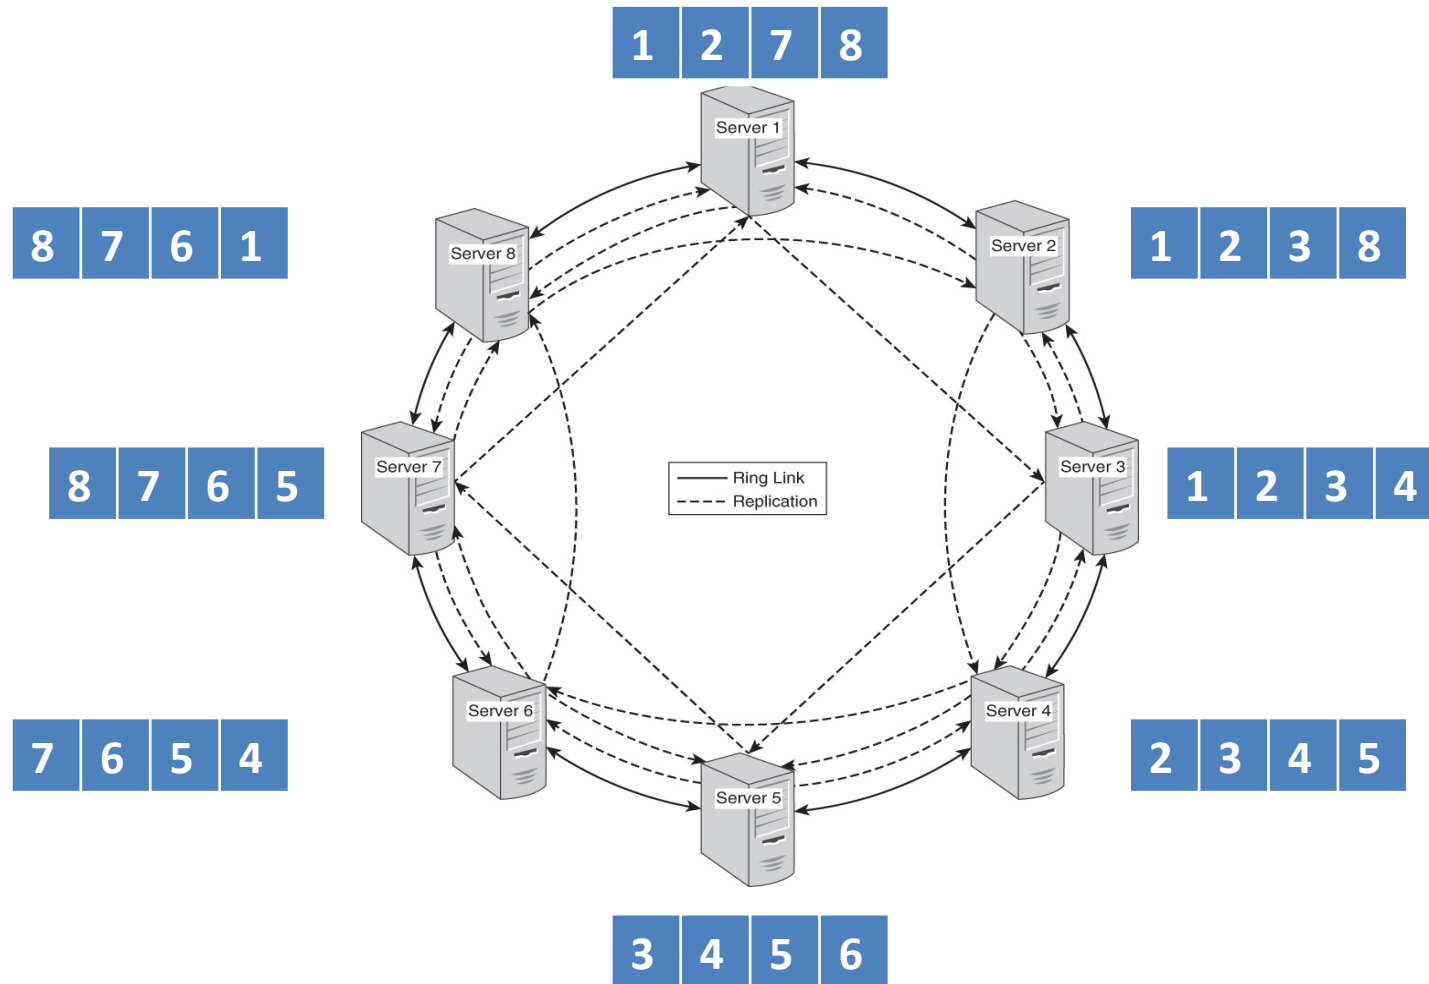 1 2 7 8
Server 1
8 7 6 1
Server 8
Server 2
1 2 3 8
8 7 6 5
Server 7
Ring Link
Replication
Server 3
1 2 3 4
7 6 5 4
Server 6
Server 4
2 3 4 5
Server 5
3 4 5 6